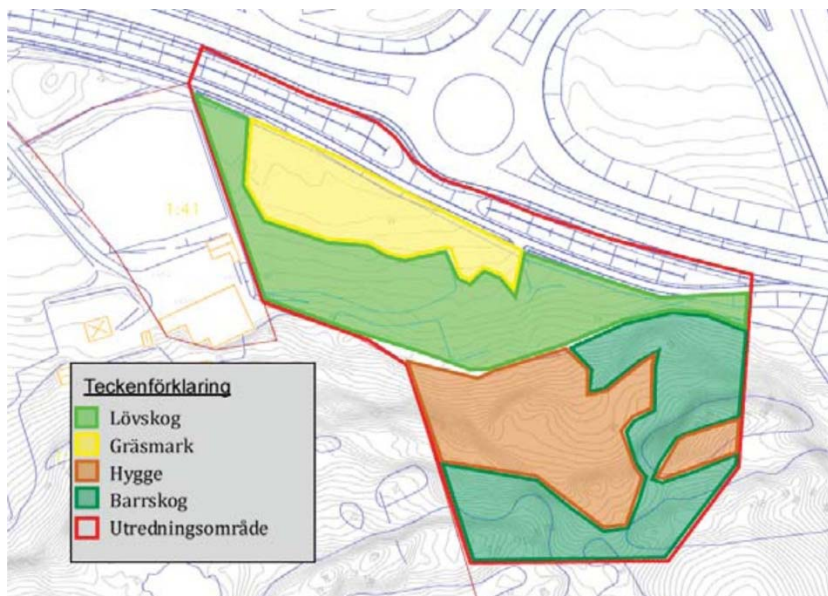 1:41
Teckenförklaring
Lövskog
Gräsmark
Hygge
Barrskog
Utredningsområde